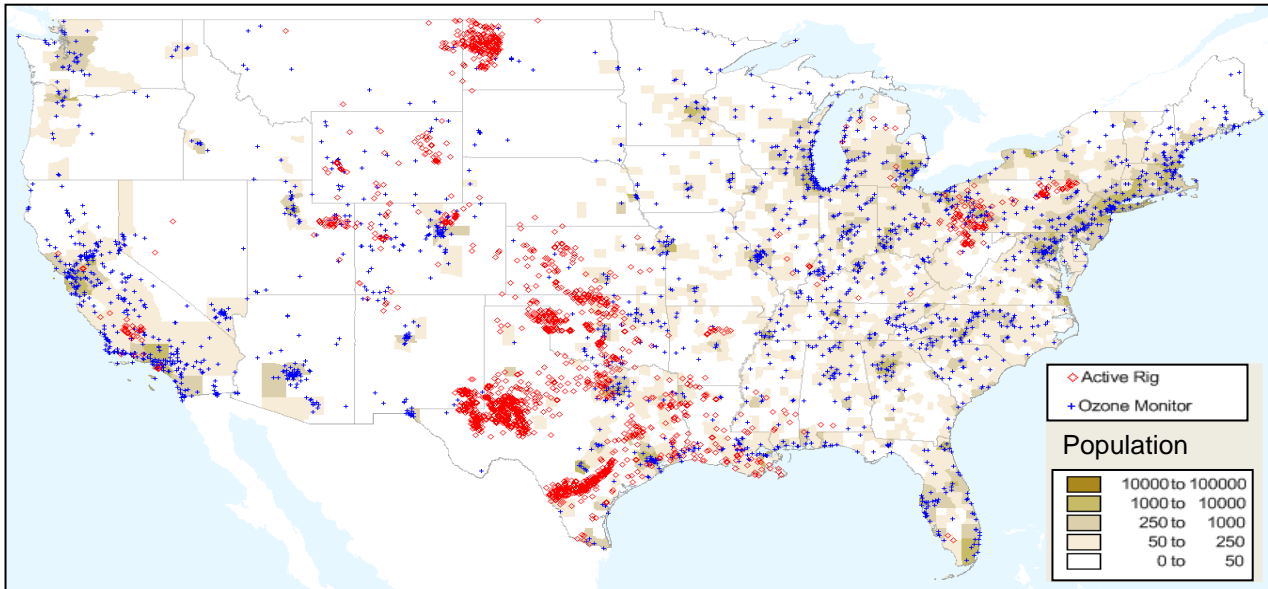 Active Rig
Ozone Monitor
Population
10000 to 100000
1000 to 10000
250 to 1000
50 to 250
0 to 50